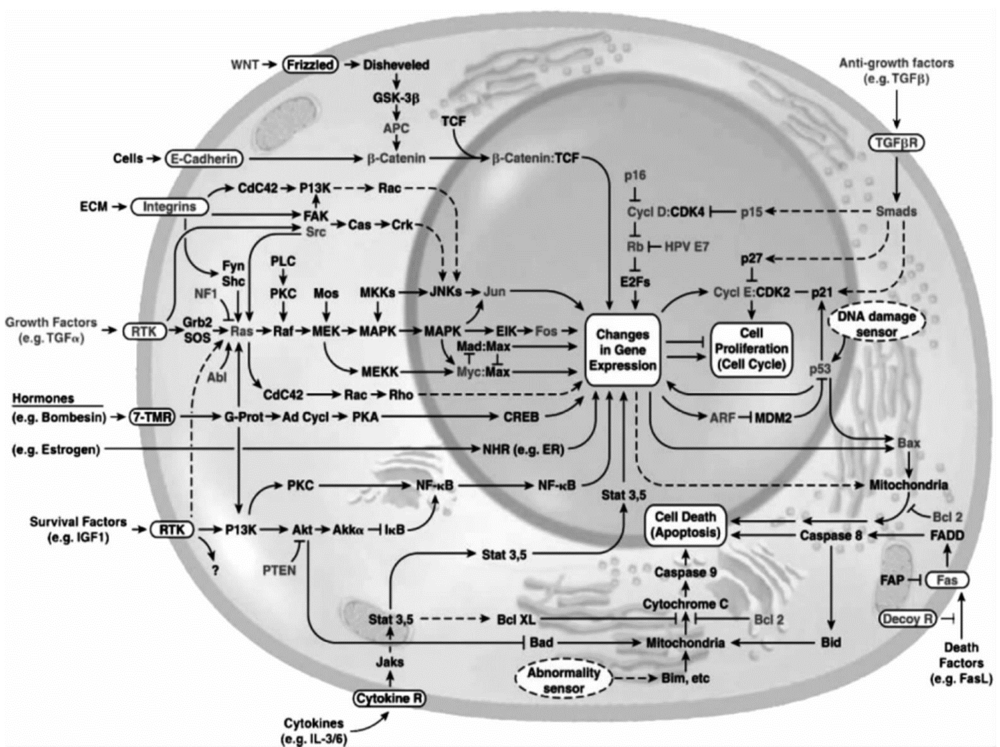 WNT
Frizzled
Disheveled
GSK-3β
APC
TCF
Cells
E-Cadherin
β-Catenin
β-Catenin:TCF
Anti-growth factors
(e.g. TGFβ)
TGFβR
Smads
ECM
Integrins
CdC42
P13K
Rac
FAK
Src
Cas
Crk
p16
Cycl D:CDK4
p15
Rb
HPV E7
E2Fs
p27
Cycl E:CDK2
p21
DNA damage
sensor
Fyn
Shc
PLC
NF1
PKC
Mos
MKKs
JNKs
Jun
Growth Factors
(e.g. TGFα)
RTK
Grb2
SOS
Ras
Raf
MEK
MAPK
MAPK
EIK
Fos
Mad:Max
Myc:Max
MEKK
Abl
Changes
in Gene
Expression
Cell
Proliferation
(Cell Cycle)
p53
CdC42
Rac
Rho
Hormones
(e.g. Bombesin)
7-TMR
G-Prot
Ad Cycl
PKA
CREB
ARF
MDM2
(e.g. Estrogen)
NHR (e.g. ER)
Bax
PKC
NF-κB
NF-κB
Stat 3,5
Mitochondria
Survival Factors
(e.g. IGF1)
RTK
P13K
Akt
Akkα
IκB
?
PTEN
Cell Death
(Apoptosis)
Bcl 2
Caspase 8
FADD
Stat 3,5
Caspase 9
FAP
Fas
Cytochrome C
Stat 3,5
Bcl XL
Bcl 2
Decoy R
Bad
Mitochondria
Bid
Death
Factors
(e.g. FasL)
Jaks
Abnormality
sensor
Bim, etc
Cytokine R
Cytokines
(e.g. IL-3/6)